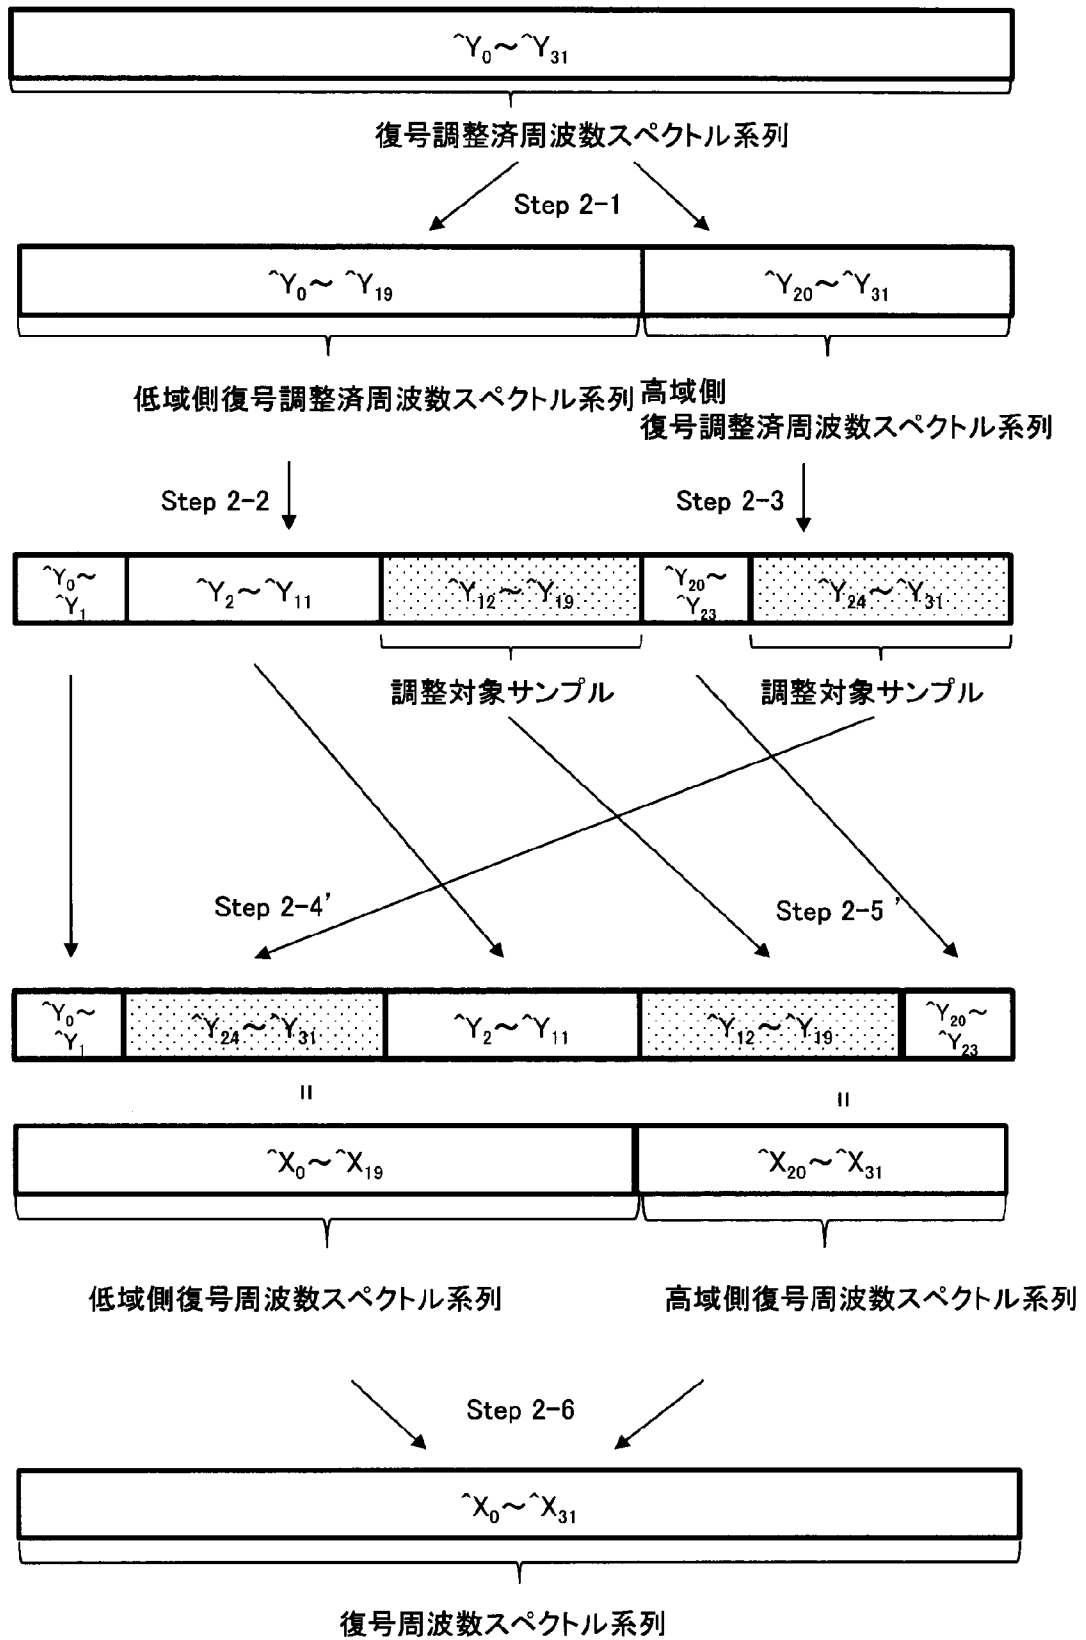 ^Y0～^Y31
復号調整済周波数スペクトル系列
Step 2-1
^Y0～ ^Y19
^Y20～^Y31
低域側復号調整済周波数スペクトル系列
高域側
復号調整済周波数スペクトル系列
Step 2-2
Step 2-3
^Y0～
^Y1
^Y2～^Y11
^Y12～^Y19
^Y20～
^Y23
^Y24～^Y31
調整対象サンプル
調整対象サンプル
Step 2-4’
Step 2-5 ’
^Y0～
^Y1
^Y24～^Y31
^Y2～^Y11
^Y12～^Y19
^Y20～
^Y23
=
=
^X0～^X19
^X20～^X31
低域側復号周波数スペクトル系列
高域側復号周波数スペクトル系列
Step 2-6
^X0～^X31
復号周波数スペクトル系列